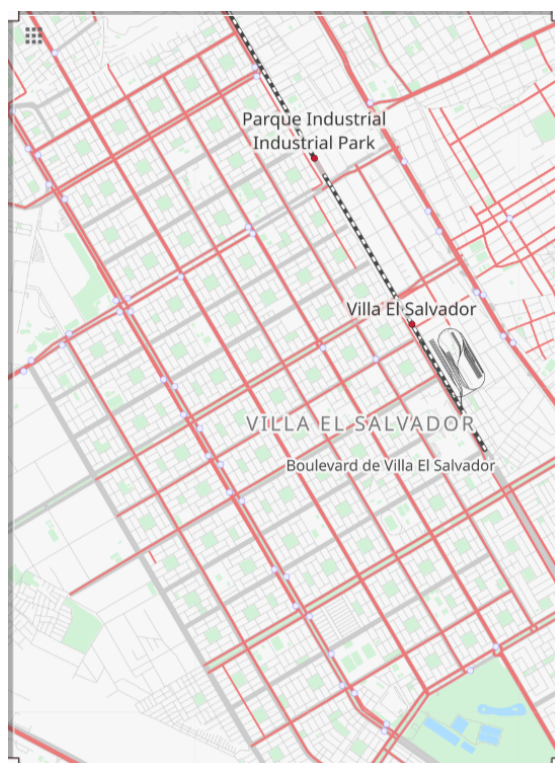 Parque Industrial
Industrial Park
Villa El Salvador
VILLA EL SALVADOR
Boulevard de Villa El Salvador